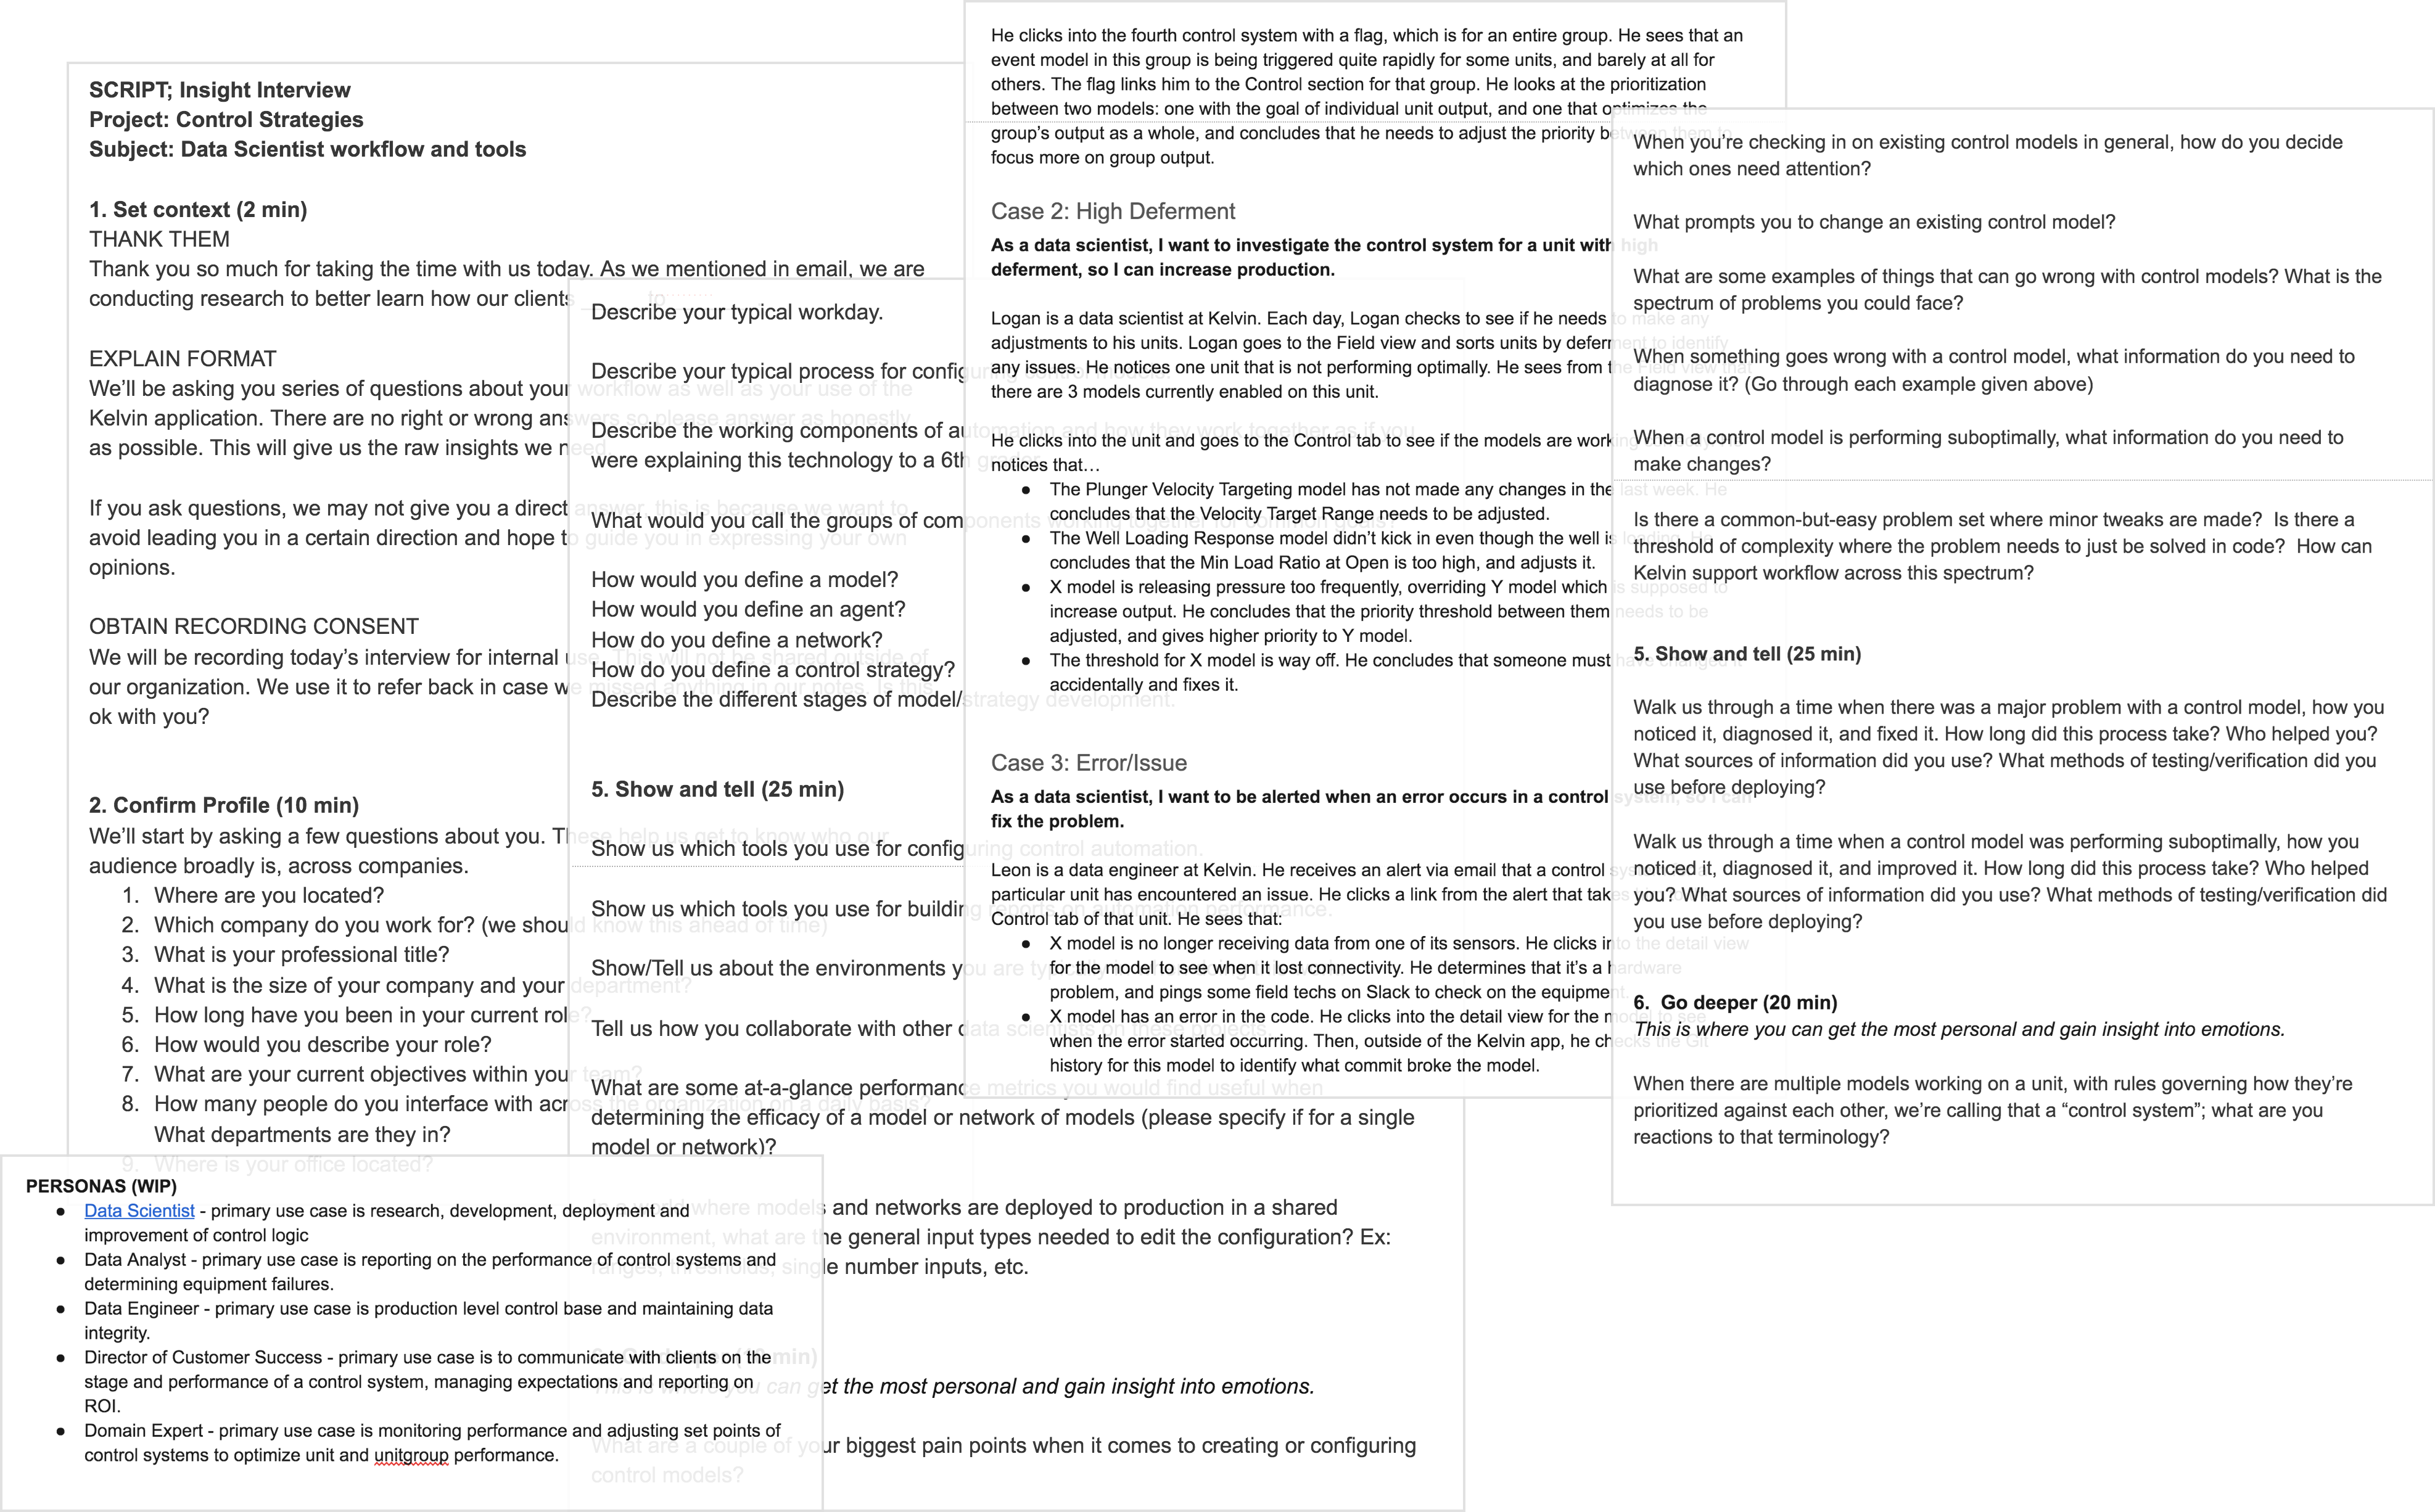 SCRIPT; Insight Interview
Project: Control Strategies
Subject: Data Scientist workflow and tools
1. Set context (2 min)
THANK THEM
Thank you so much for taking the time with us today. As we mentioned in email, we are
conducting research to better learn how our clients to
EXPLAIN FORMAT
We’ll be asking you series of questions about your workflow as well as your use of the
Kelvin application. There are no right or wrong answers so please answer as honestly
as possible. This will give us the raw insights we need.
If you ask questions, we may not give you a direct answer, this is because we want to
avoid leading you in a certain direction and hope to guide you in expressing your own
opinions.
OBTAIN RECORDING CONSENT
We will be recording today’s interview for internal use. This will not be shared outside of
our organization. We use it to refer back in case we missed anything in our notes. Is this
ok with you?
2. Confirm Profile (10 min)
We’ll start by asking a few questions about you. These help us get to know who our
audience broadly is, across companies.
1. Where are you located?
2. Which company do you work for? (we should know this ahead of time)
3. What is your professional title?
4. What is the size of your company and your department?
5. How long have you been in your current role?
6. How would you describe your role?
7. What are your current objectives within your team?
8. How many people do you interface with across the organization on a daily basis?
What departments are they in?
9. Where is your office located?
PERSONAS (WIP)
● Data Scientist - primary use case is research, development, deployment and
improvement of control logic
● Data Analyst - primary use case is reporting on the performance of control systems and
determining equipment failures.
● Data Engineer - primary use case is production level control base and maintaining data
integrity.
● Director of Customer Success - primary use case is to communicate with clients on the
stage and performance of a control system, managing expectations and reporting on
ROI.
● Domain Expert - primary use case is monitoring performance and adjusting set points of
control systems to optimize unit and unitgroup performance.
Describe your typical workday.
Describe your typical process for configuring control models.
Describe the working components of automation and how they work together as if you
were explaining this technology to a 6th grader.
What would you call the groups of components working together for common goals?
How would you define a model?
How would you define an agent?
How do you define a network?
How do you define a control strategy?
Describe the different stages of model/strategy development.
5. Show and tell (25 min)
Show us which tools you use for configuring control automation.
Show us which tools you use for building reports on automation performance.
Show/Tell us about the environments you are typically
Tell us how you collaborate with other data scientists on these projects.
What are some at-a-glance performance metrics you would find useful when
determining the efficacy of a model or network of models (please specify if for a single
model or network)?
where models and networks are deployed to production in a shared
environment, what are the general input types needed to edit the configuration? Ex:
ranges, thresholds, single number inputs, etc.
min)
This is where you can get the most personal and gain insight into emotions.
What are a couple of your biggest pain points when it comes to creating or configuring
control models?
He clicks into the fourth control system with a flag, which is for an entire group. He sees that an
event model in this group is being triggered quite rapidly for some units, and barely at all for
others. The flag links him to the Control section for that group. He looks at the prioritization
between two models: one with the goal of individual unit output, and one that optimizes the
group’s output as a whole, and concludes that he needs to adjust the priority between them to
focus more on group output.
Case 2: High Deferment
As a data scientist, I want to investigate the control system for a unit with high
deferment, so I can increase production.
Logan is a data scientist at Kelvin. Each day, Logan checks to see if he needs to make any
adjustments to his units. Logan goes to the Field view and sorts units by deferment to identify
any issues. He notices one unit that is not performing optimally. He sees from the Field view that
there are 3 models currently enabled on this unit.
He clicks into the unit and goes to the Control tab to see if the models are working
notices that…
● The Plunger Velocity Targeting model has not made any changes in the last week. He
concludes that the Velocity Target Range needs to be adjusted.
● The Well Loading Response model didn’t kick in even though the well is loading. He
concludes that the Min Load Ratio at Open is too high, and adjusts it.
● X model is releasing pressure too frequently, overriding Y model which is supposed to
increase output. He concludes that the priority threshold between them needs to be
adjusted, and gives higher priority to Y model.
● The threshold for X model is way off. He concludes that someone must have changed it
accidentally and fixes it.
Case 3: Error/Issue
As a data scientist, I want to be alerted when an error occurs in a control system, so I can
fix the problem.
Leon is a data engineer at Kelvin. He receives an alert via email that a control
particular unit has encountered an issue. He clicks a link from the alert that takes
Control tab of that unit. He sees that:
● X model is no longer receiving data from one of its sensors. He clicks into the detail view
for the model to see when it lost connectivity. He determines that it’s a hardware
problem, and pings some field techs on Slack to check on the equipment.
● X model has an error in the code. He clicks into the detail view for the model to see
when the error started occurring. Then, outside of the Kelvin app, he checks the Git
history for this model to identify what commit broke the model.
When you’re checking in on existing control models in general, how do you decide
which ones need attention?
What prompts you to change an existing control model?
What are some examples of things that can go wrong with control models? What is the
spectrum of problems you could face?
When something goes wrong with a control model, what information do you need to
diagnose it? (Go through each example given above)
When a control model is performing suboptimally, what information do you need to
make changes?
Is there a common-but-easy problem set where minor tweaks are made? Is there a
threshold of complexity where the problem needs to just be solved in code? How can
Kelvin support workflow across this spectrum?
5. Show and tell (25 min)
Walk us through a time when there was a major problem with a control model, how you
noticed it, diagnosed it, and fixed it. How long did this process take? Who helped you?
What sources of information did you use? What methods of testing/verification did you
use before deploying?
Walk us through a time when a control model was performing suboptimally, how you
noticed it, diagnosed it, and improved it. How long did this process take? Who helped
you? What sources of information did you use? What methods of testing/verification did
you use before deploying?
6. Go deeper (20 min)
This is where you can get the most personal and gain insight into emotions.
When there are multiple models working on a unit, with rules governing how they’re
prioritized against each other, we’re calling that a “control system”; what are you
reactions to that terminology?